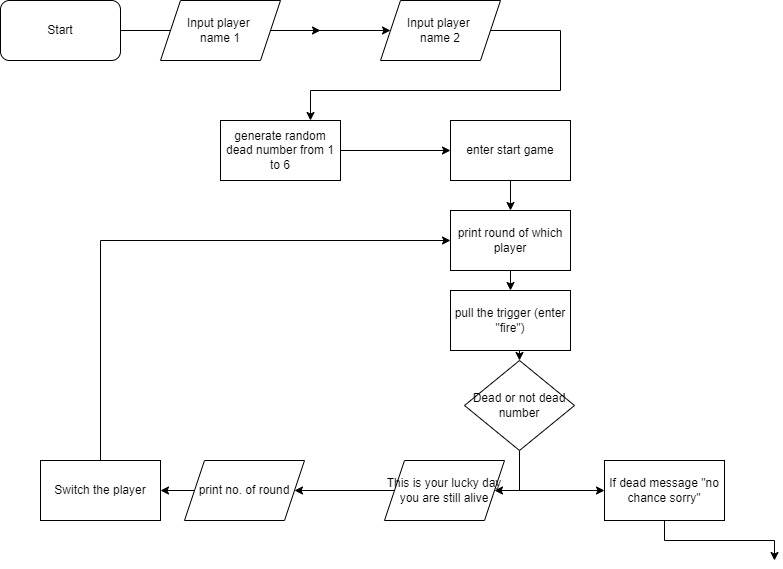 Start
Input player
name 1
Input player
name 2
generate random
dead number from 1
to 6
enter start game
print round of which
player
pull the trigger (enter
"fire")
Dead or not dead
number
Switch the player
print no. of round
This is your lucky day
you are still alive
If dead message "no
chance sorry"